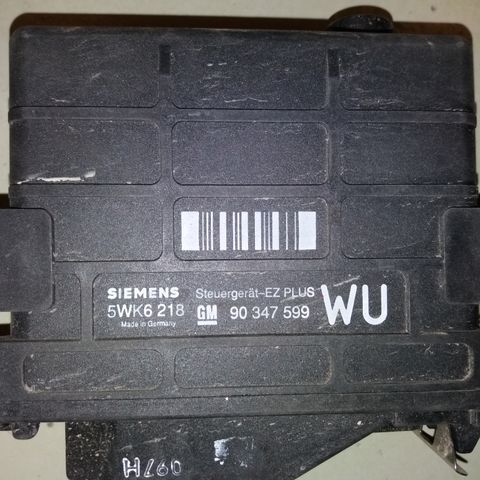 SIEMENS Steuergerät-EZ PLUS WU
5WK6 218 GM 90 347 599
Made in Germany